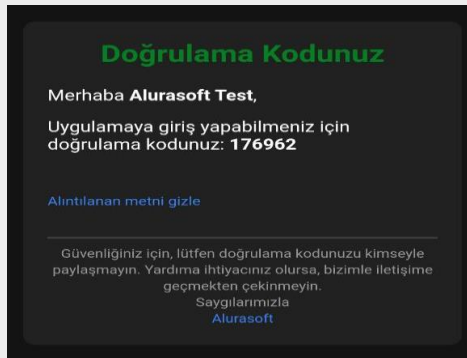 Doğrulama Kodunuz
Merhaba Alurasoft Test,
Uygulamaya giriş yapabilmeniz için
doğrulama kodunuz: 176962
Alıntılanan metni gizle
Güvenliğiniz için, lütfen doğrulama kodunuzu kimseyle
paylaşmayın. Yardıma ihtiyacınız olursa, bizimle iletişime
geçmekten çekinmeyin.
Saygılarımızla
Alurasoft